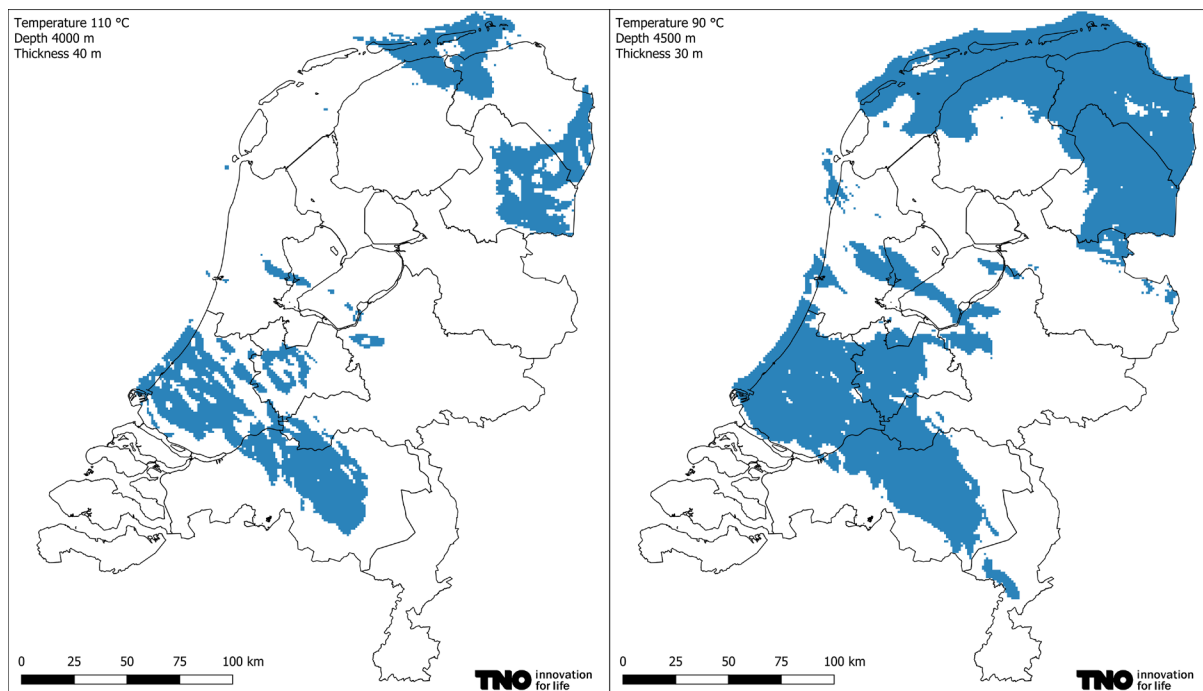 Temperature 110 °C
Depth 4000 m
Thickness 40 m
0 25 50 75 100 km
TNO innovation
for life
Temperature 90 °C
Depth 4500 m
Thickness 30 m
0 25 50 75 100 km
TNO innovation
for life